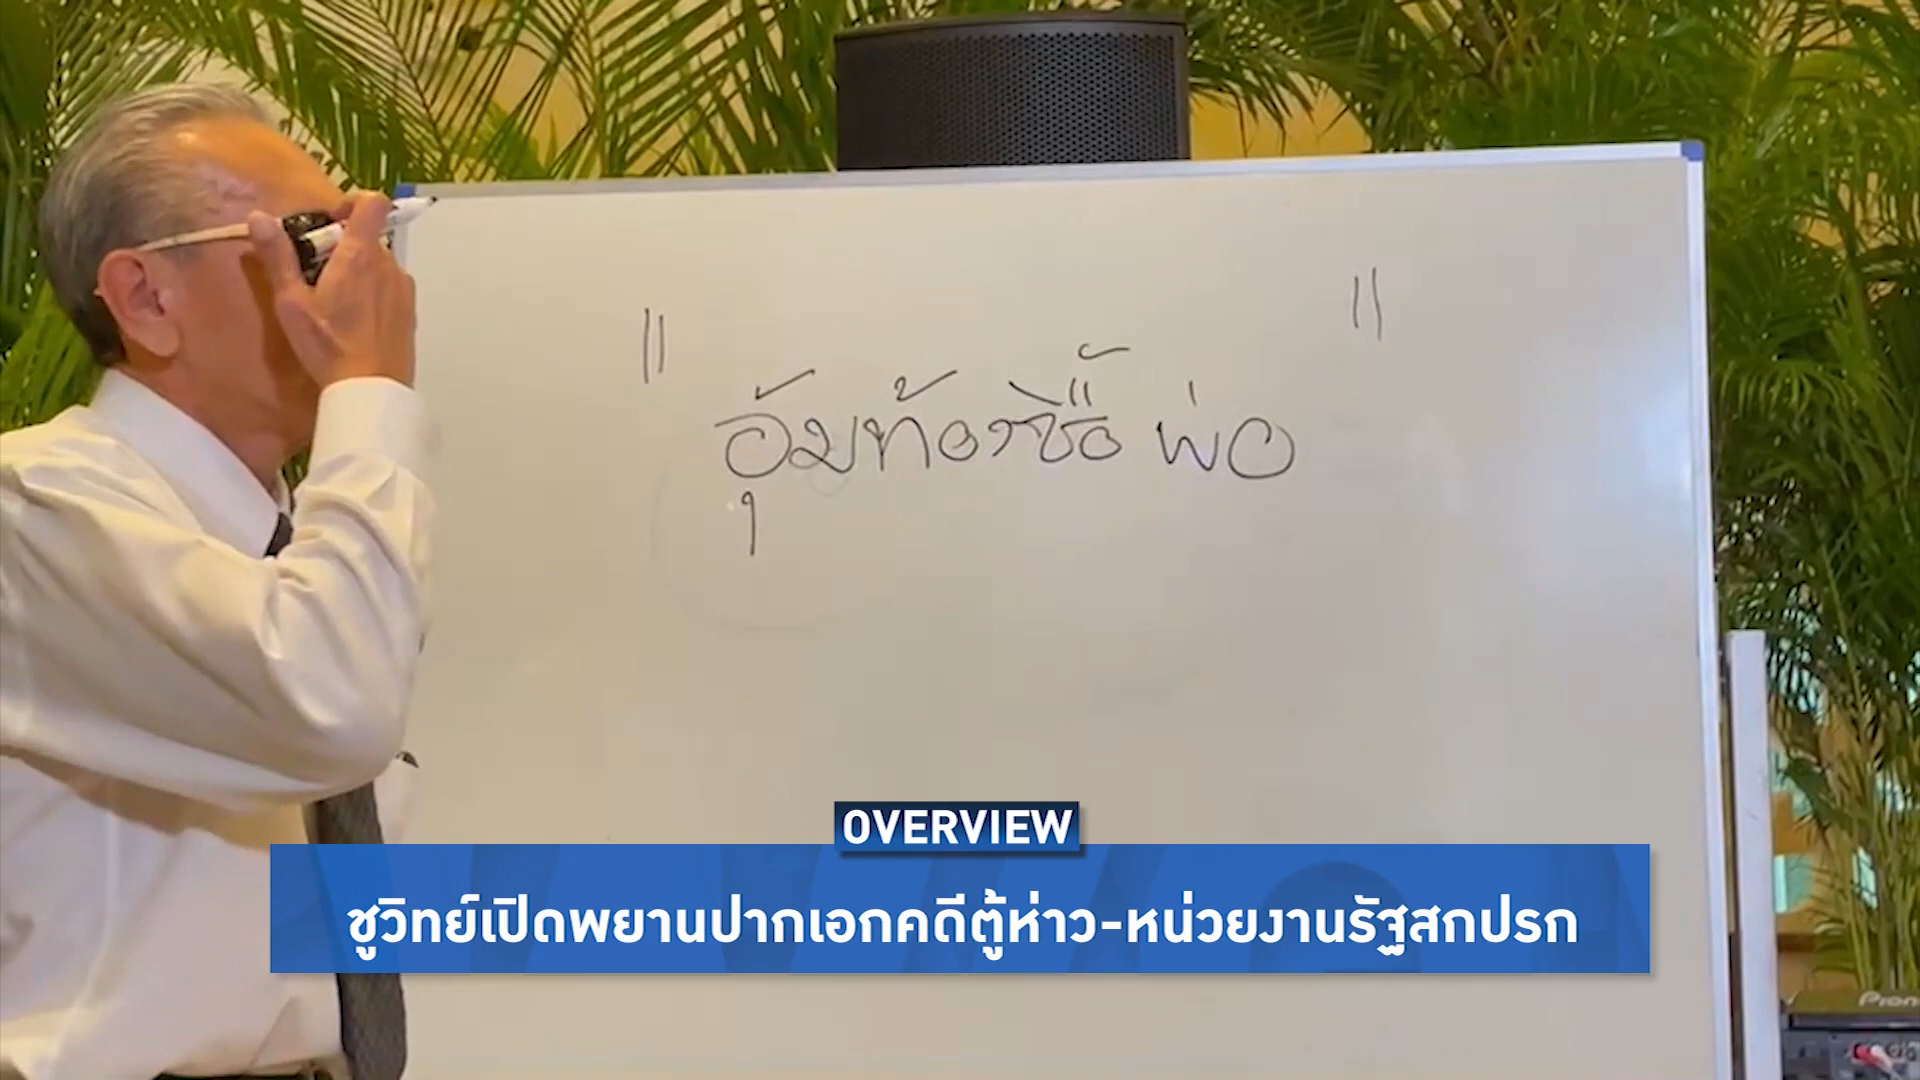 "อุ้มท้องชื้อ พ่อ"
OVERVIEW
ชูวิทย์เปิดพยานปากเอกคดีตู้ห่าว-หน่วยงานรัฐสกปรก